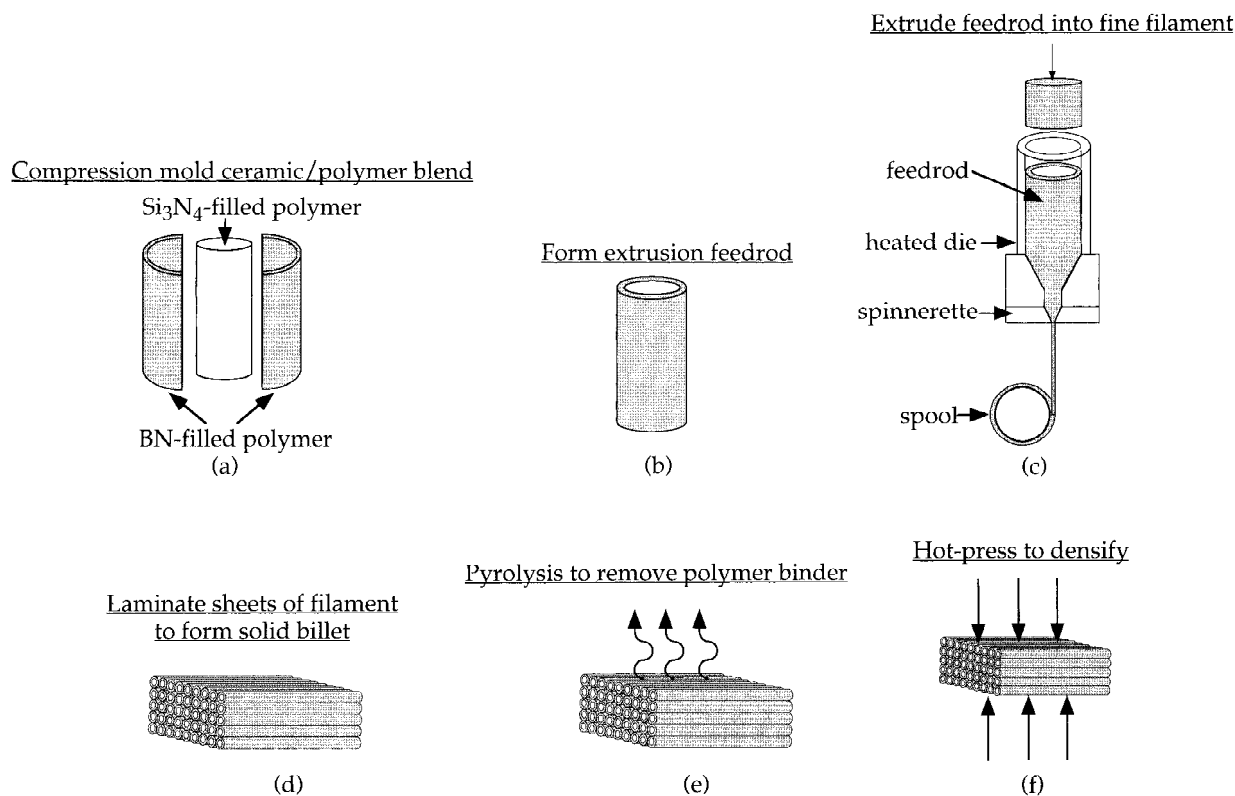 Compression mold ceramic/polymer blend
Si3N4-filled polymer
BN-filled polymer
(a)
Form extrusion feedrod
(b)
Extrude feedrod into fine filament
feedrod
heated die
spinnerette
spool
(c)
Laminate sheets of filament
to form solid billet
(d)
Pyrolysis to remove polymer binder
(e)
Hot-press to densify
(f)